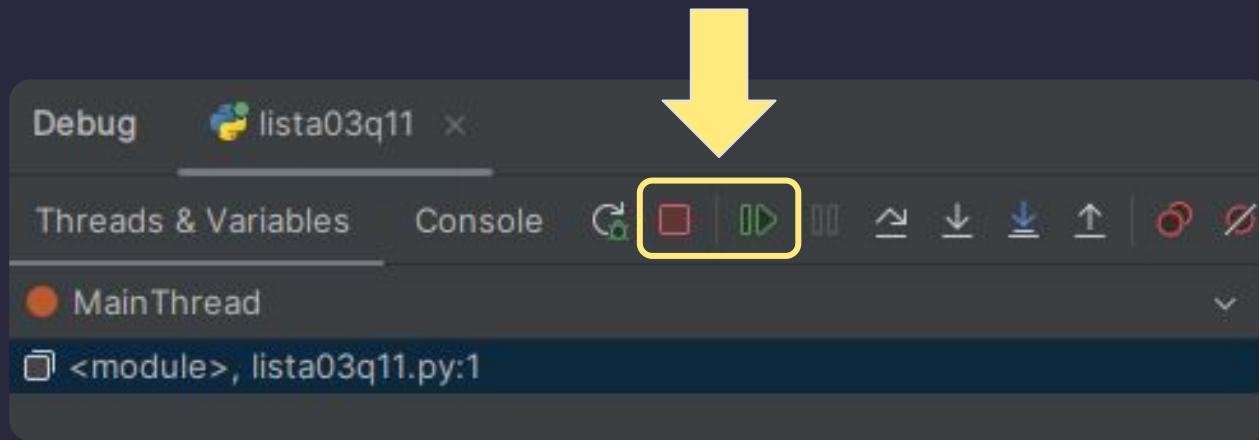 Debug lista03q11
Threads & Variables Console
MainThread
<module>, lista03q11.py:1